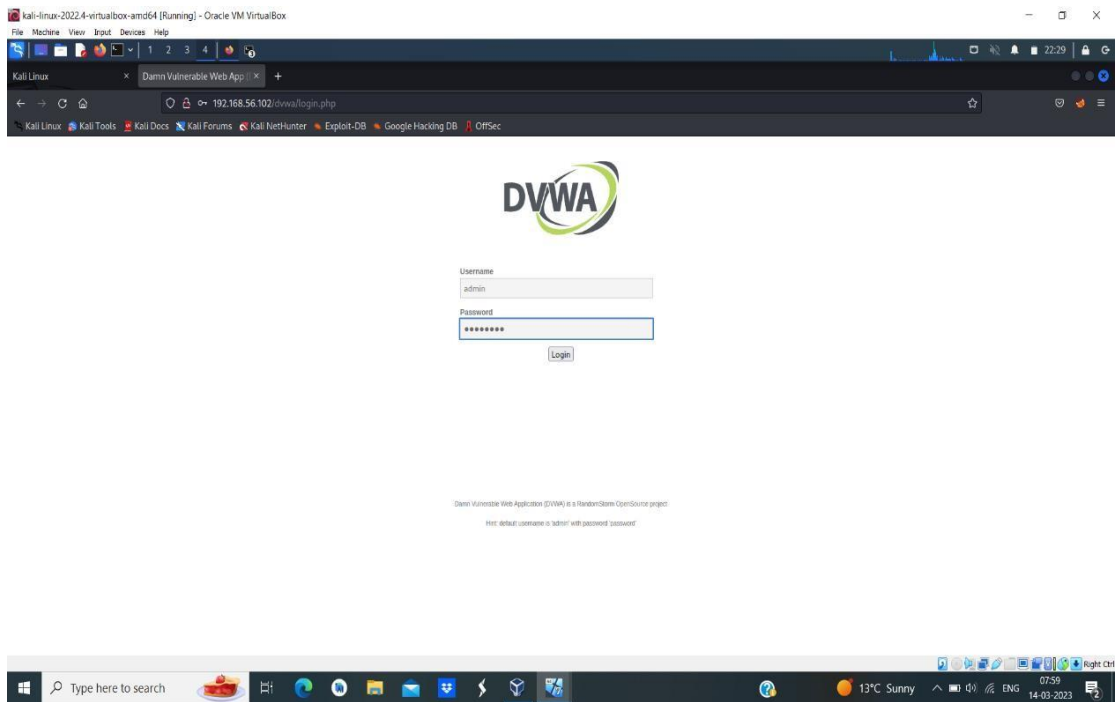 kali-linux-2022.4-virtualbox-amd64 [Running] - Oracle VM VirtualBox
File Machine View Input Devices Help
1 2 3 4
22:29
Kali Linux
Damn Vulnerable Web App (
192.168.56.102/dvwa/login.php
Kali Linux Kali Tools Kali Docs Kali Forums Kali NetHunter Exploit-DB Google Hacking DB OffSec
DVWA
Username
admin
Password
Login
Damn Vulnerable Web Application (DVWA) is a RandomStorm OpenSource project
Hint: default username is 'admin' with password 'password'
Right Ctrl
Type here to search
13°C Sunny
ENG
07:59
14-03-2023
2